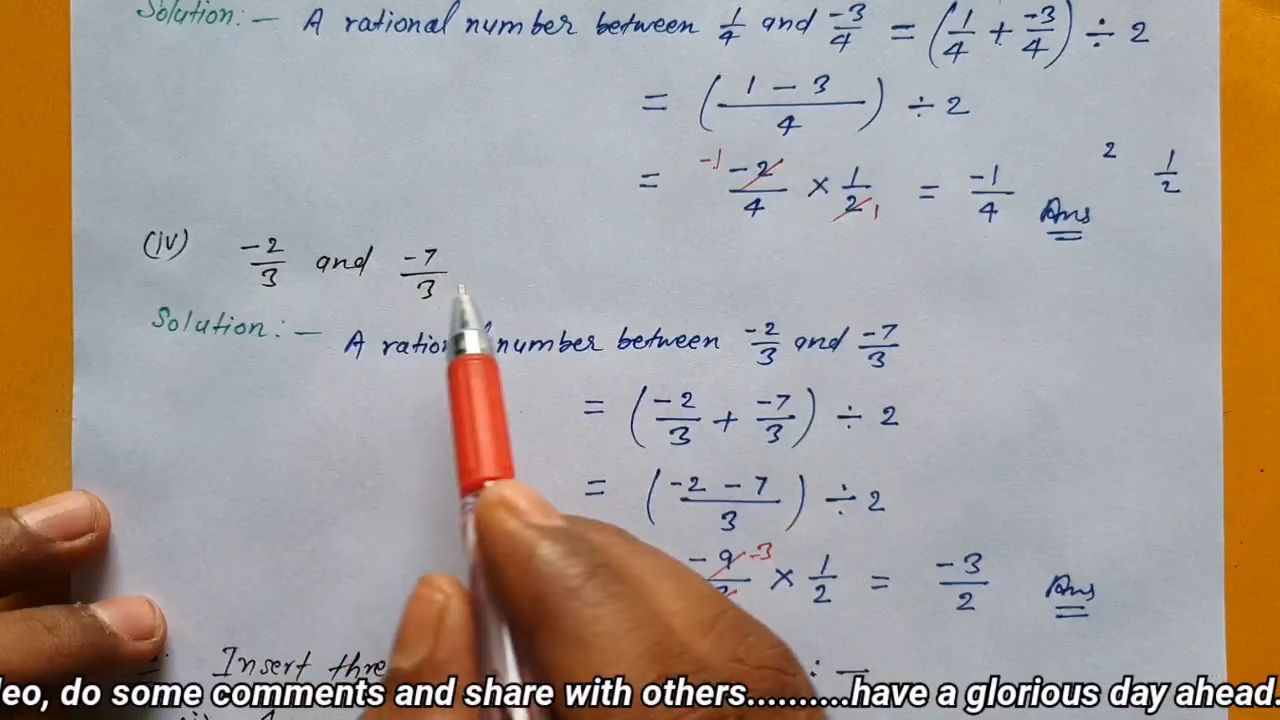 Solution:- A rational number between 1/4 and -3/4 = (1/4 + -3/4) ÷ 2
= (1 - 3 / 4) ÷ 2
= -1 -2/4 × 1/2 1 = -1/4 Ans 2 1/2
(iv) -2/3 and -7/3
Solution:- A number between -2/3 and -7/3
= (-2/3 + -7/3) ÷ 2
= (-2 - 7 / 3) ÷ 2
-9 -3 × 1/2 = -3/2 Ans
Insert : -
deo, do some comments and share with others..........have a glorious day ahead.